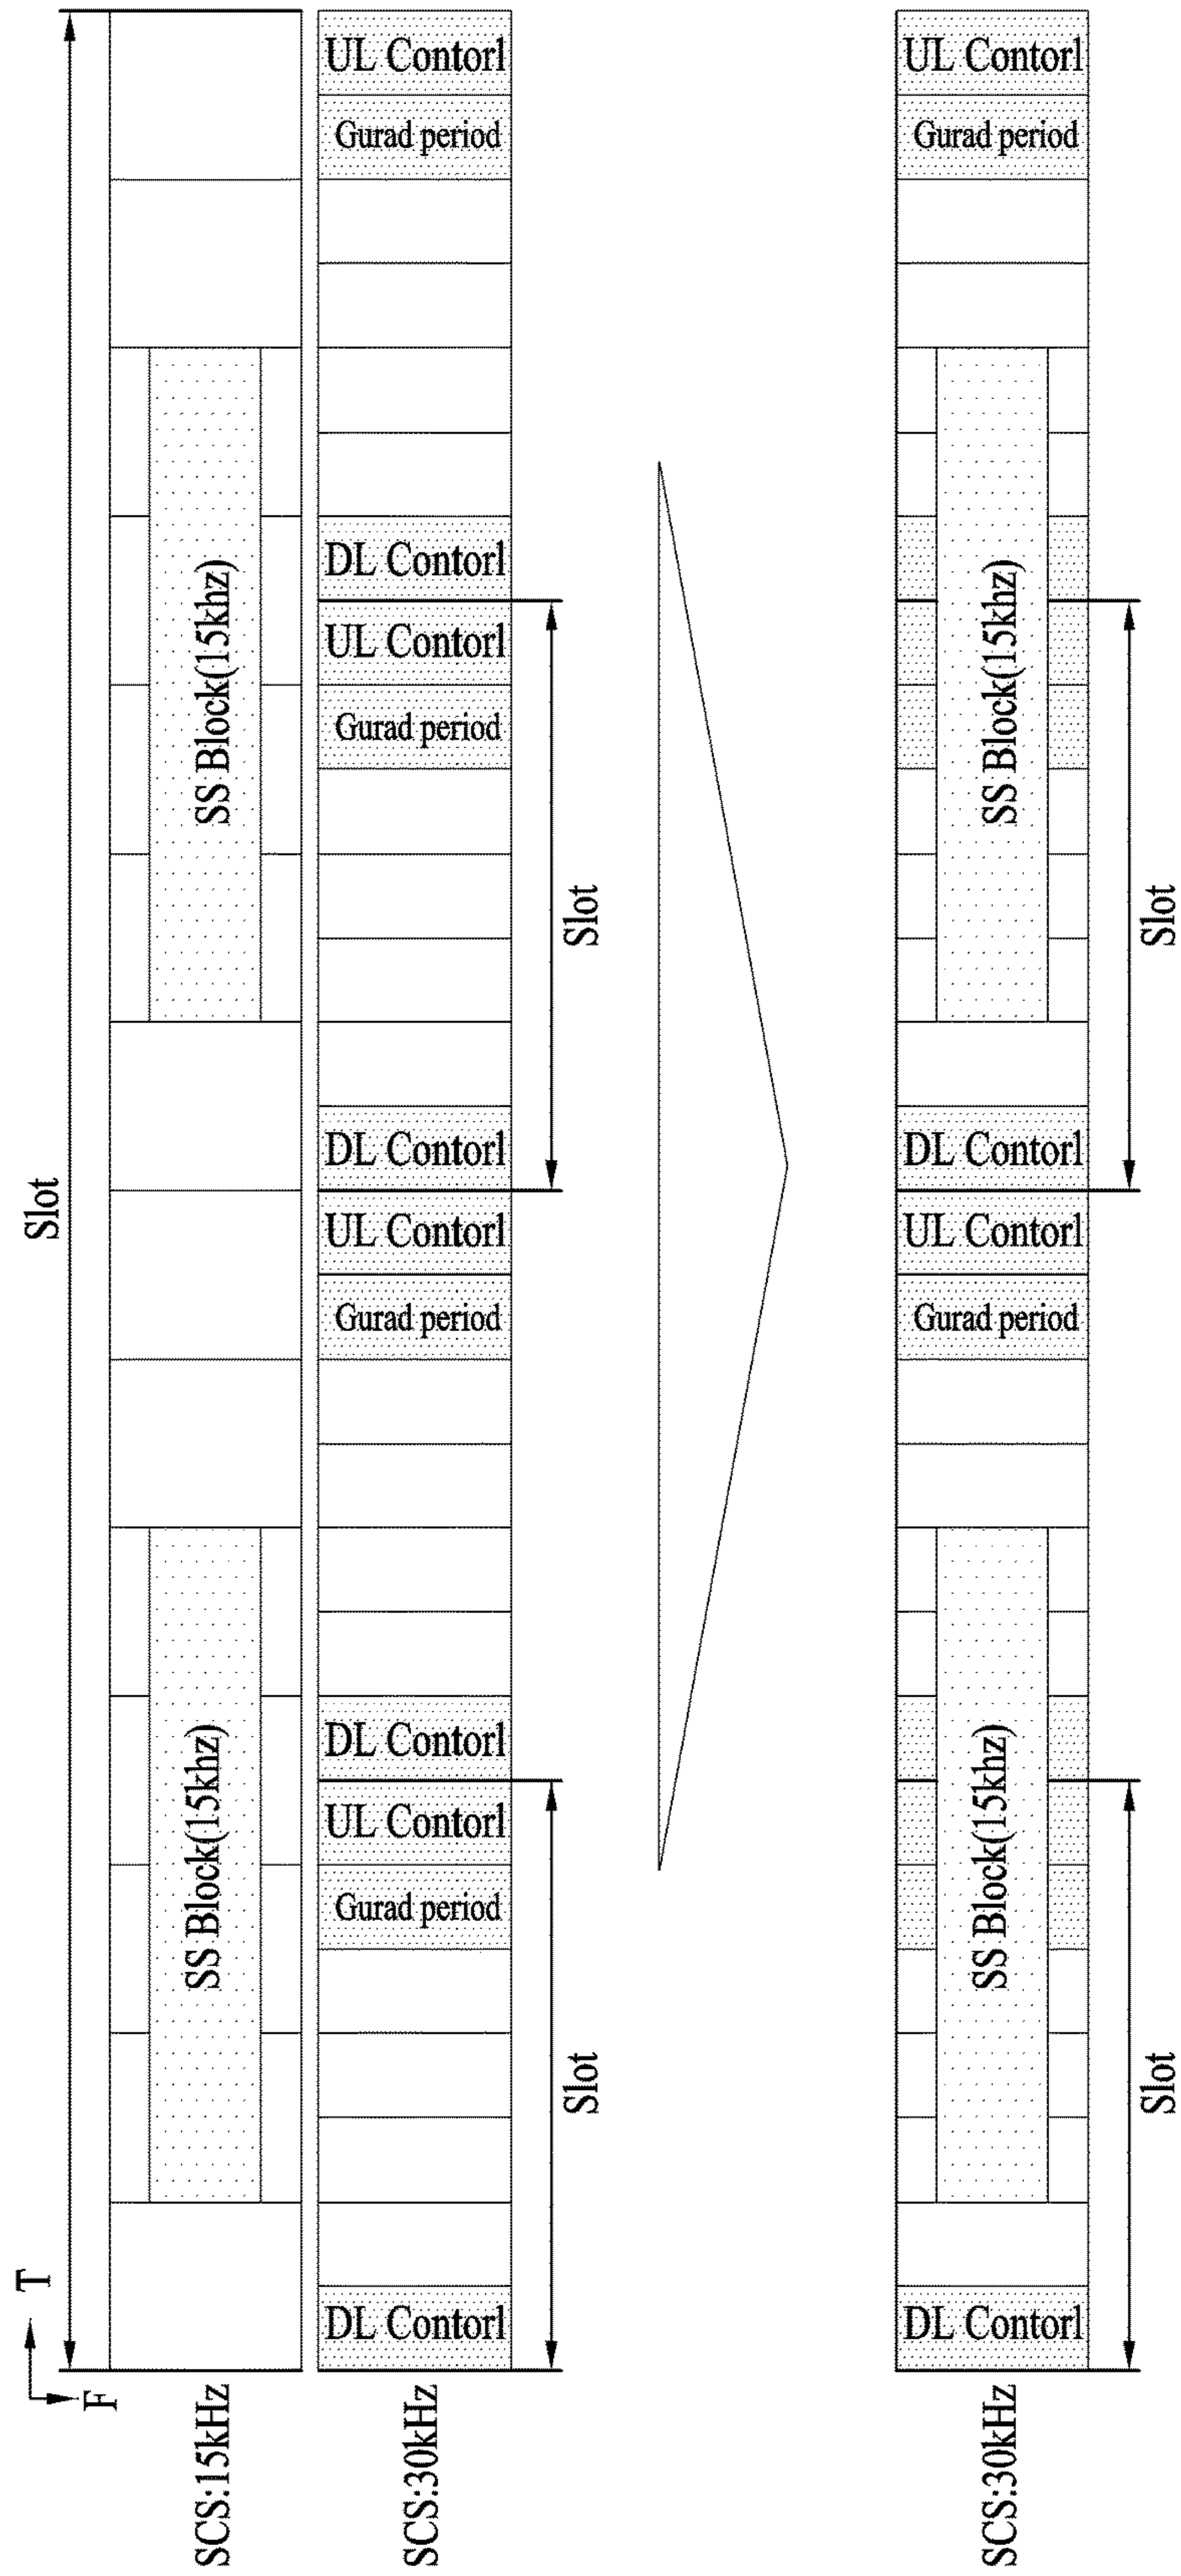 T
Slot
F
SCS:15kHz
SS Block(15khz)
SS Block(15khz)
SCS:30kHz
DL Contorl
Gurad period
UL Contorl
DL Contorl
Gurad period
UL Contorl
DL Contorl
Gurad period
UL Contorl
DL Contorl
Gurad period
UL Contorl
Slot
Slot
SCS:30kHz
DL Contorl
SS Block(15khz)
Gurad period
UL Contorl
DL Contorl
SS Block(15khz)
Gurad period
UL Contorl
Slot
Slot